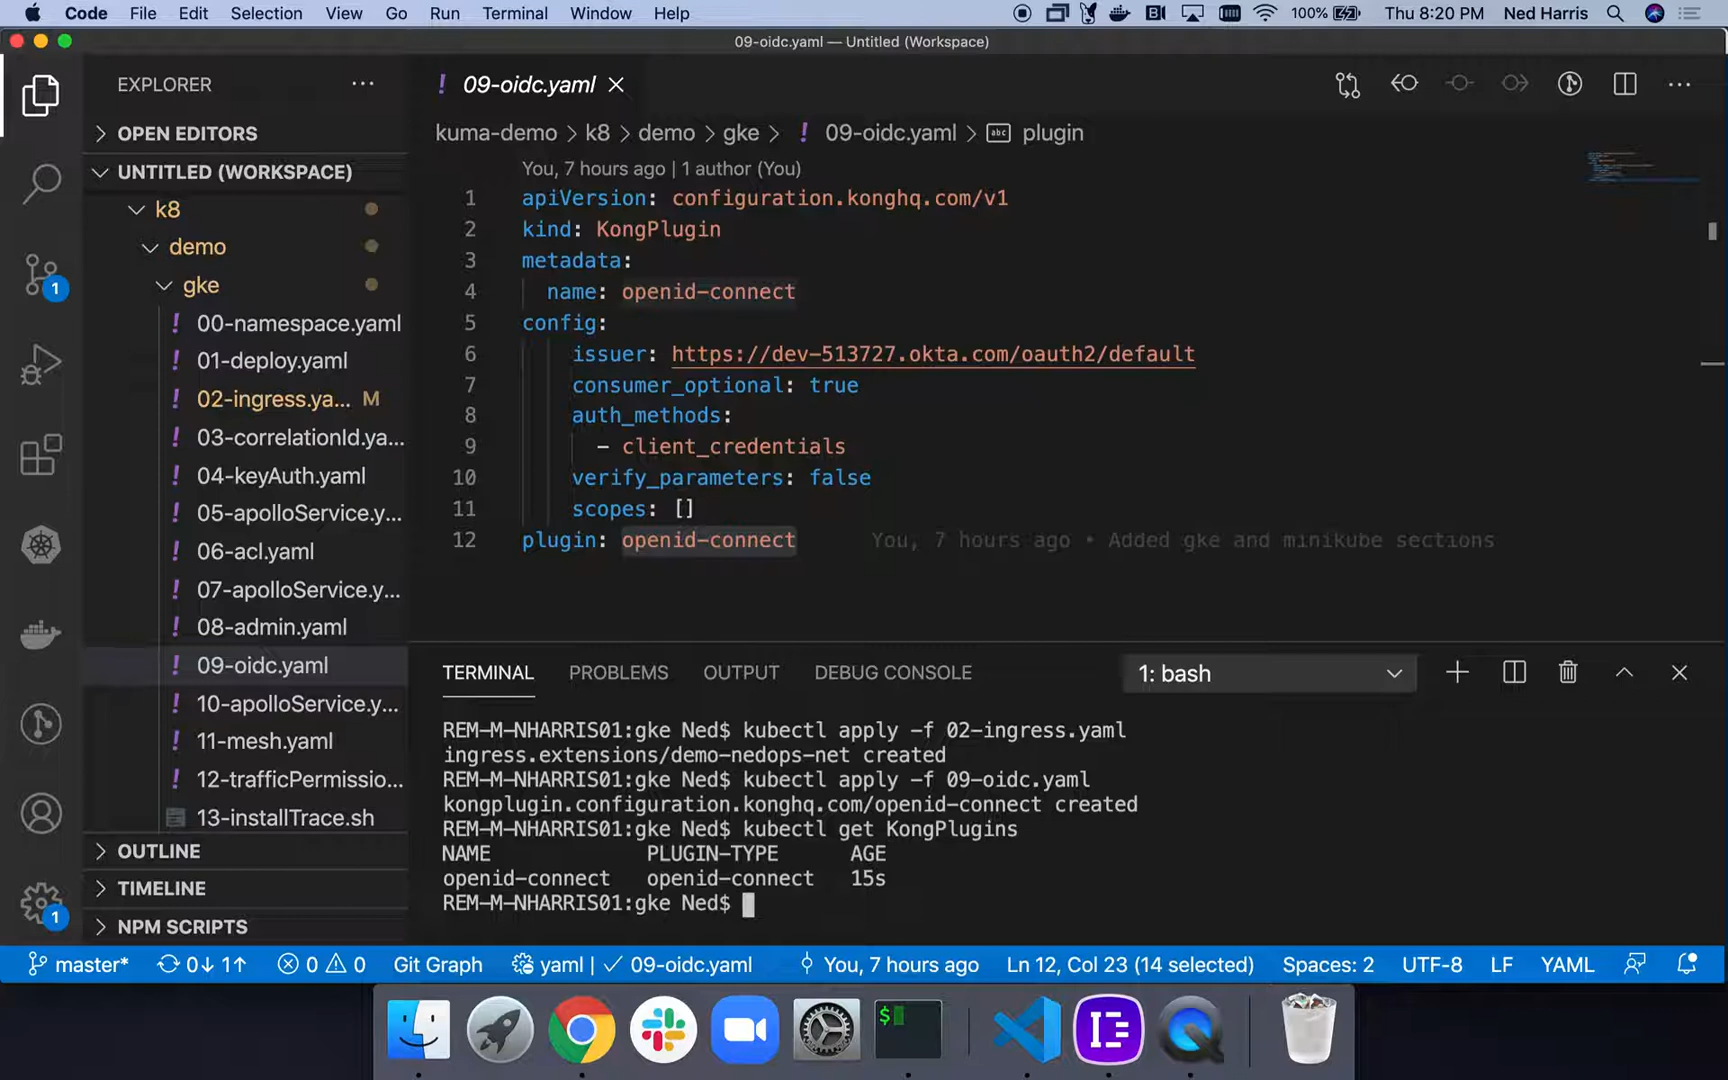 Code File Edit Selection View Go Run Terminal Window Help 100% Thu 8:20 PM Ned Harris
09-oidc.yaml — Untitled (Workspace)
EXPLORER
OPEN EDITORS
UNTITLED (WORKSPACE)
k8
demo
gke
! 00-namespace.yaml
! 01-deploy.yaml
! 02-ingress.ya... M
! 03-correlationId.ya...
! 04-keyAuth.yaml
! 05-apolloService.y...
! 06-acl.yaml
! 07-apolloService.y...
! 08-admin.yaml
! 09-oidc.yaml
! 10-apolloService.y...
! 11-mesh.yaml
! 12-trafficPermissio...
13-installTrace.sh
OUTLINE
TIMELINE
NPM SCRIPTS
1
1
! 09-oidc.yaml
kuma-demo > k8 > demo > gke > ! 09-oidc.yaml > abc plugin
You, 7 hours ago | 1 author (You)
1 apiVersion: configuration.konghq.com/v1
2 kind: KongPlugin
3 metadata:
4 name: openid-connect
5 config:
6 issuer: https://dev-513727.okta.com/oauth2/default
7 consumer_optional: true
8 auth_methods:
9 - client_credentials
10 verify_parameters: false
11 scopes: []
12 plugin: openid-connect You, 7 hours ago • Added gke and minikube sections
TERMINAL PROBLEMS OUTPUT DEBUG CONSOLE 1: bash
REM-M-NHARRIS01:gke Ned$ kubectl apply -f 02-ingress.yaml
ingress.extensions/demo-nedops-net created
REM-M-NHARRIS01:gke Ned$ kubectl apply -f 09-oidc.yaml
kongplugin.configuration.konghq.com/openid-connect created
REM-M-NHARRIS01:gke Ned$ kubectl get KongPlugins
NAME PLUGIN-TYPE AGE
openid-connect openid-connect 15s
REM-M-NHARRIS01:gke Ned$
master* 0↓ 1↑ 0 0 Git Graph yaml | ✓ 09-oidc.yaml You, 7 hours ago Ln 12, Col 23 (14 selected) Spaces: 2 UTF-8 LF YAML
$